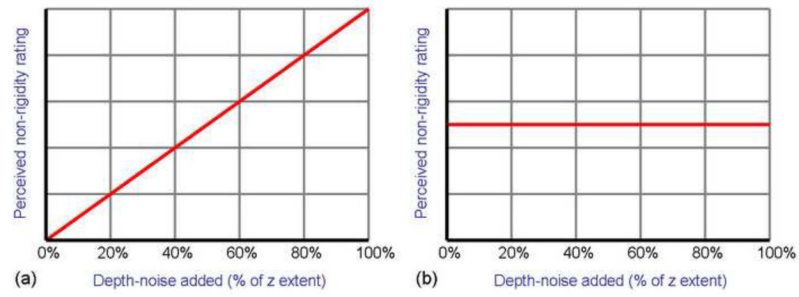 Perceived non-rigidity rating
0% 20% 40% 60% 80% 100%
(a) Depth-noise added (% of z extent)
Perceived non-rigidity rating
0% 20% 40% 60% 80% 100%
(b) Depth-noise added (% of z extent)